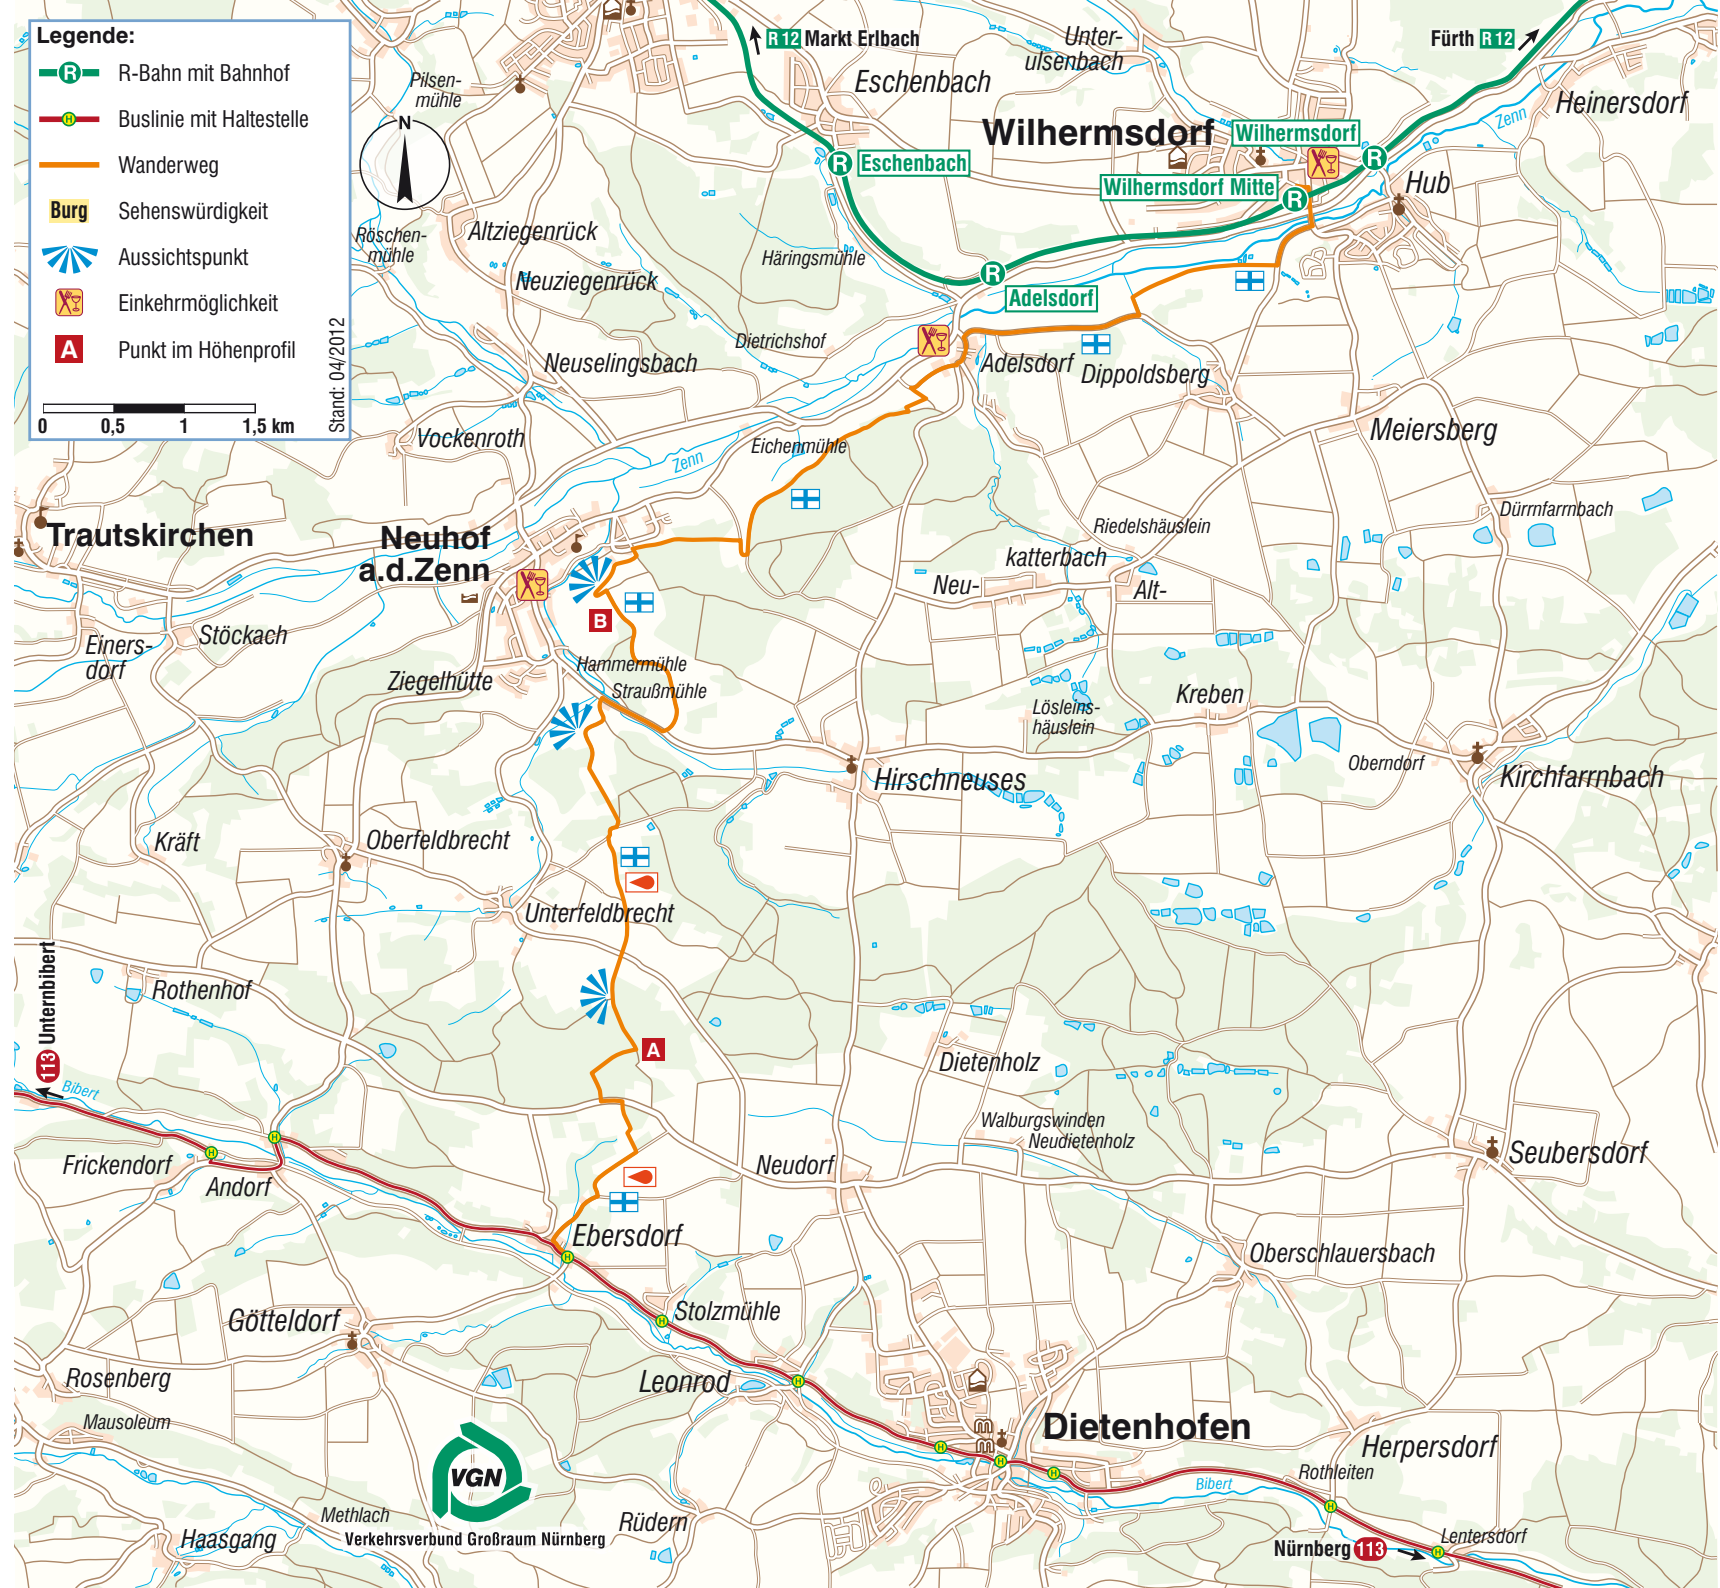 Legende:
R R-Bahn mit Bahnhof
H Buslinie mit Haltestelle
Wanderweg
Burg Sehenswürdigkeit
Aussichtspunkt
Einkehrmöglichkeit
A Punkt im Höhenprofil
0 0,5 1 1,5 km
Stand: 04/2012
N
R 12 Markt Erlbach
Fürth R 12
Unter-
ulsenbach
Pilsen-
mühle
Eschenbach
Heinersdorf
Zenn
Wilhermsdorf
Wilhermsdorf
R
R
Eschenbach
Wilhermsdorf Mitte
R
Hub
Röschen-
mühle
Altziegenrück
Neuziegenrück
Häringsmühle
R
Adelsdorf
Dietrichshof
Neuselingsbach
Adelsdorf
Dippoldsberg
Meiersberg
Vockenroth
Eichenmühle
Zenn
Dürrnfarrnbach
Trautskirchen
Neuhof
a.d.Zenn
Riedelshäuslein
katterbach
Neu-
Alt-
B
Einers-
dorf
Stöckach
Ziegelhütte
Hammermühle
Straußmühle
Kreben
Lösleins-
häuslein
Oberndorf
Hirschneuses
Kirchfarrnbach
Kräft
Oberfeldbrecht
Unterfeldbrecht
Rothenhof
113 Unternbibert
Bibert
A
Dietenholz
Walburgswinden
Neudietenholz
Frickendorf
H
H
Andorf
Neudorf
Seubersdorf
Ebersdorf
H
Oberschlauersbach
Götteldorf
Stolzmühle
H
Rosenberg
Mausoleum
Leonrod
H
Dietenhofen
H
H
H
Herpersdorf
Rothleiten
Bibert
H
VGN
Verkehrsverbund Großraum Nürnberg
Methlach
Haasgang
Rüdern
Lentersdorf
Nürnberg 113
H